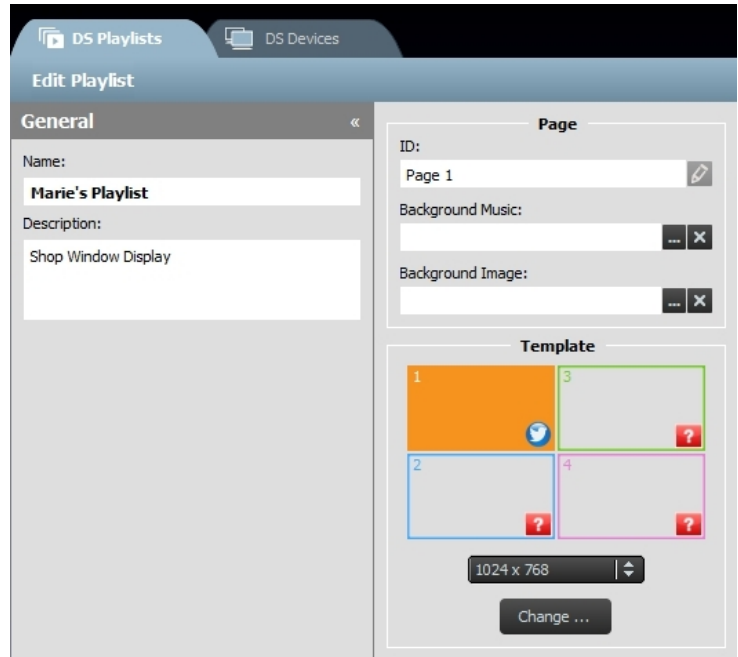 DS Playlists
DS Devices
Edit Playlist
General «
Name:
Marie's Playlist
Description:
Shop Window Display
Page
ID:
Page 1
Background Music:
... ×
Background Image:
... ×
Template
1
3
?
2
4
?
?
1024 x 768
Change ...